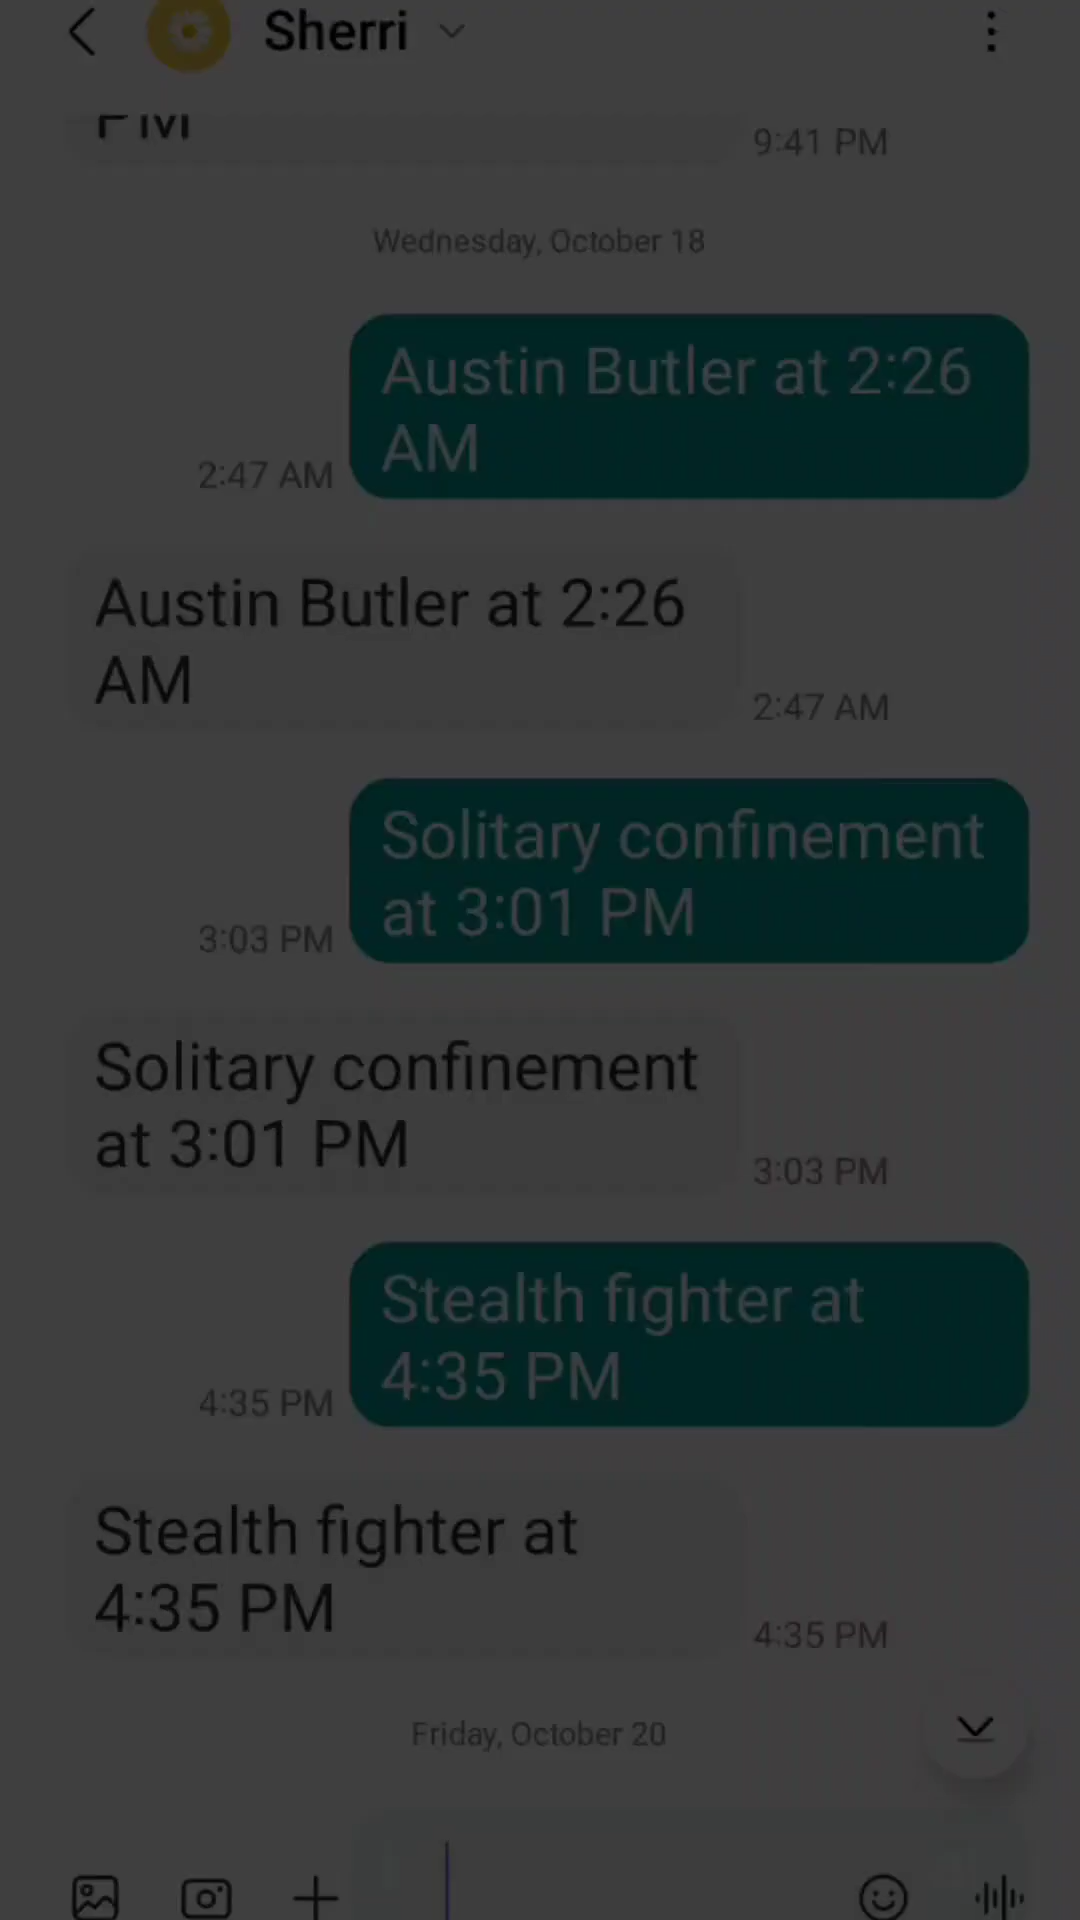 Sherri
PM
9:41 PM
Wednesday, October 18
Austin Butler at 2:26
AM
2:47 AM
Austin Butler at 2:26
AM
2:47 AM
Solitary confinement
at 3:01 PM
3:03 PM
Solitary confinement
at 3:01 PM
3:03 PM
Stealth fighter at
4:35 PM
4:35 PM
Stealth fighter at
4:35 PM
4:35 PM
Friday, October 20